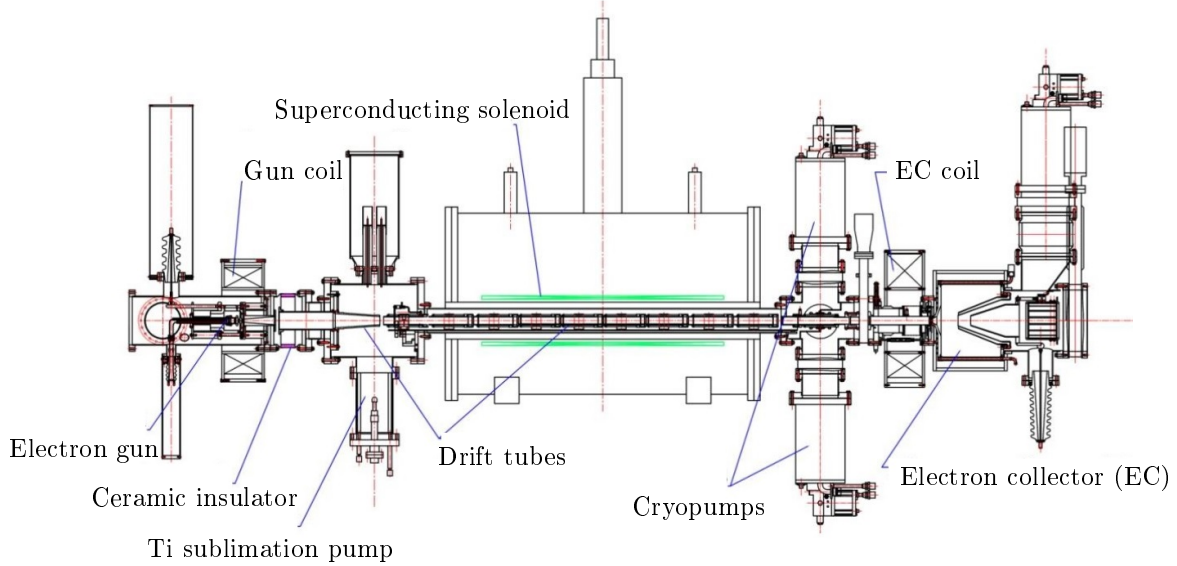 Superconducting solenoid
Gun coil
EC coil
Electron gun
Drift tubes
Electron collector (EC)
Ceramic insulator
Cryopumps
Ti sublimation pump